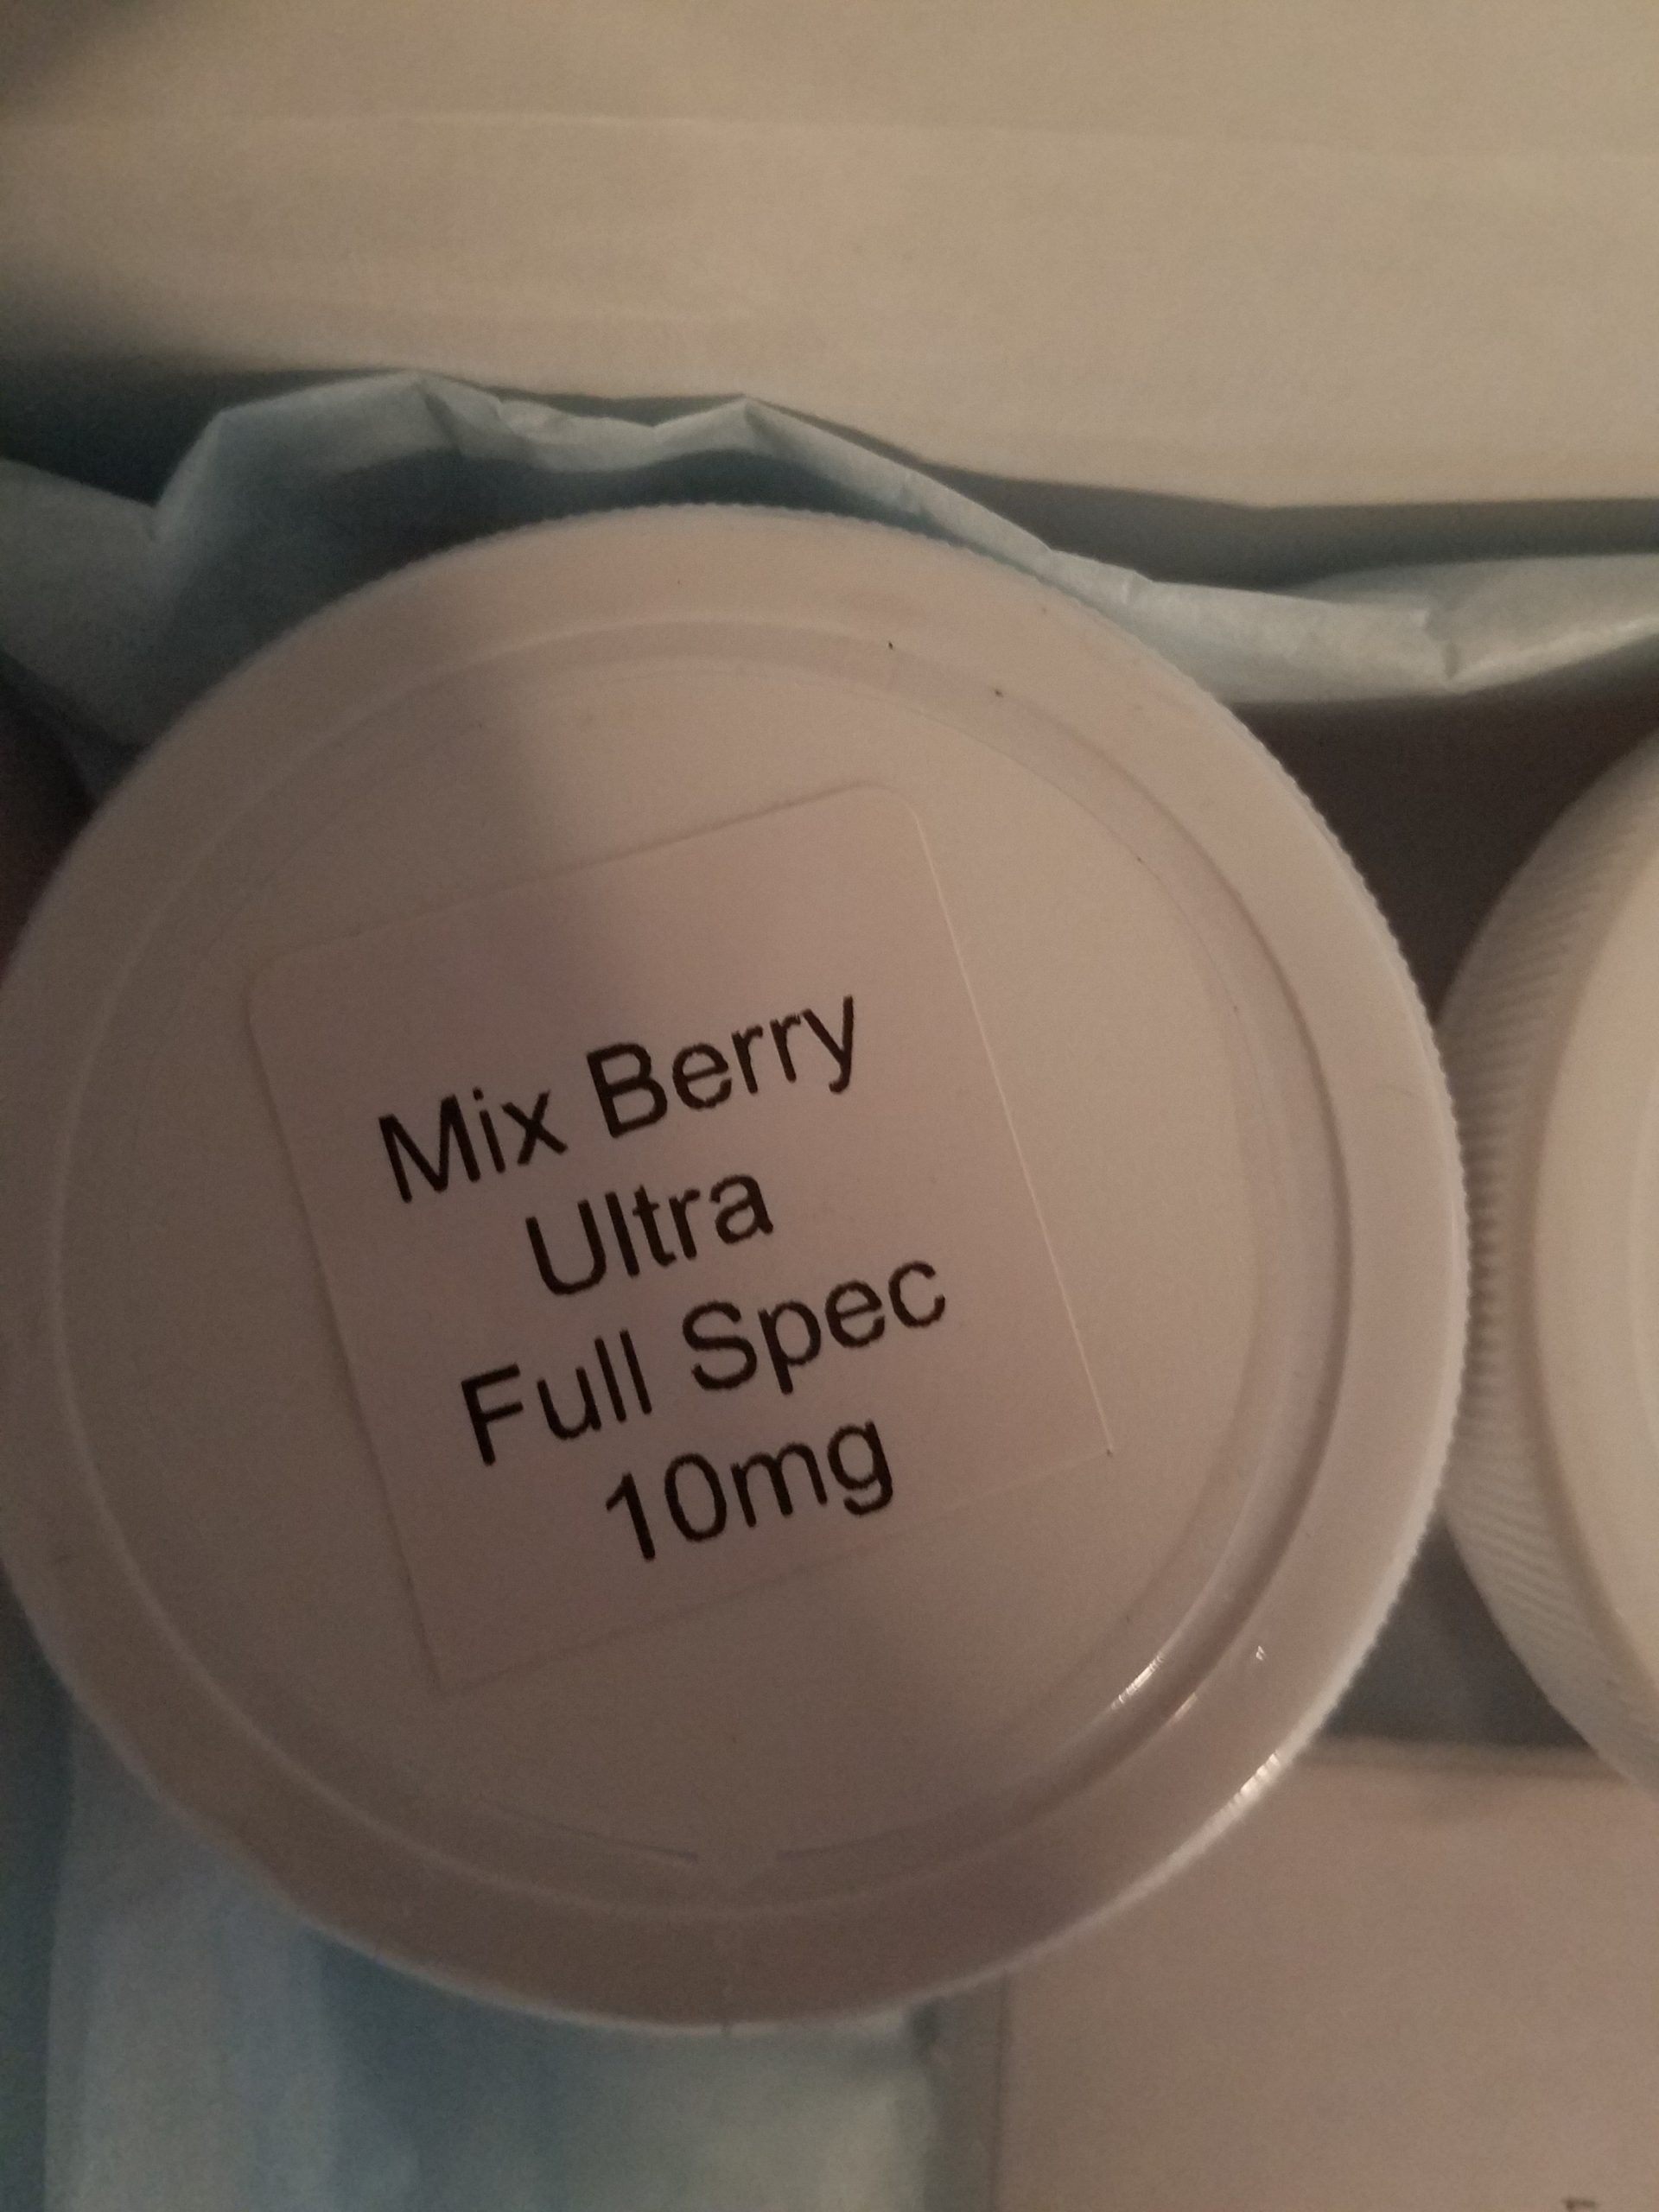 Mix Berry
Ultra
Full Spec
10mg